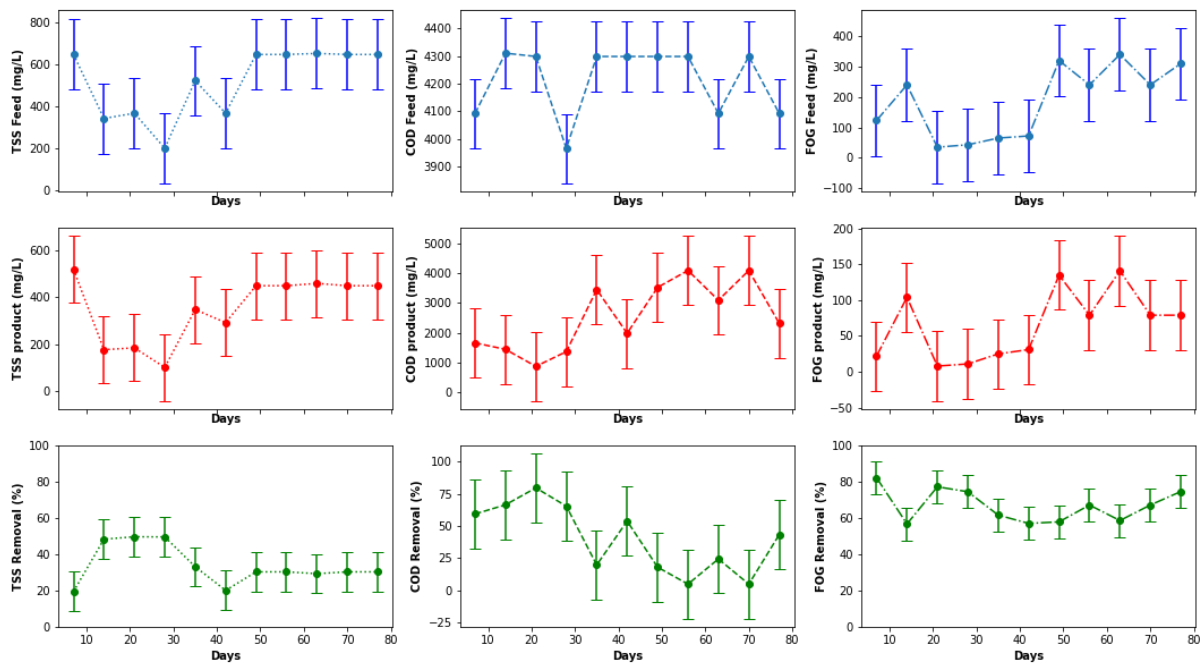 TSS Feed (mg/L)
800
600
400
200
0
Days
COD Feed (mg/L)
4400
4300
4200
4100
4000
3900
Days
FOG Feed (mg/L)
400
300
200
100
0
−100
Days
TSS product (mg/L)
600
400
200
0
Days
COD product (mg/L)
5000
4000
3000
2000
1000
0
Days
FOG product (mg/L)
200
150
100
50
0
−50
Days
TSS Removal (%)
100
80
60
40
20
0
10 20 30 40 50 60 70 80
Days
COD Removal (%)
100
75
50
25
0
−25
10 20 30 40 50 60 70 80
Days
FOG Removal (%)
100
80
60
40
20
0
10 20 30 40 50 60 70 80
Days